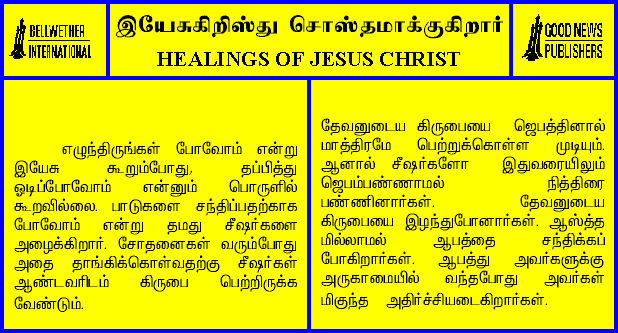 BELLWETHER
INTERNATIONAL
இயேசுகிறிஸ்து சொஸ்தமாக்குகிறார்
HEALINGS OF JESUS CHRIST
GOOD NEWS
PUBLISHERS
எழுந்திருங்கள் போவோம் என்று
இயேசு கூறும்போது, தப்பித்து
ஓடிப்போவோம் என்னும் பொருளில்
கூறவில்லை. பாடுகளை சந்திப்பதற்காக
போவோம் என்று தமது சீஷர்களை
அழைக்கிறார். சோதனைகள் வரும்போது
அதை தாங்கிக்கொள்வதற்கு சீஷர்கள்
ஆண்டவரிடம் கிருபை பெற்றிருக்க
வேண்டும்.
தேவனுடைய கிருபையை ஜெபத்தினால்
மாத்திரமே பெற்றுக்கொள்ள முடியும்.
ஆனால் சீஷர்களோ இதுவரையிலும்
ஜெபம்பண்ணாமல் நித்திரை
பண்ணினார்கள். தேவனுடைய
கிருபையை இழந்துபோனார்கள். ஆஸ்த்த
மில்லாமல் ஆபத்தை சந்திக்கப்
போகிறார்கள். ஆபத்து அவர்களுக்கு
அருகாமையில் வந்தபோது அவர்கள்
மிகுந்த அதிர்ச்சியடைகிறார்கள்.